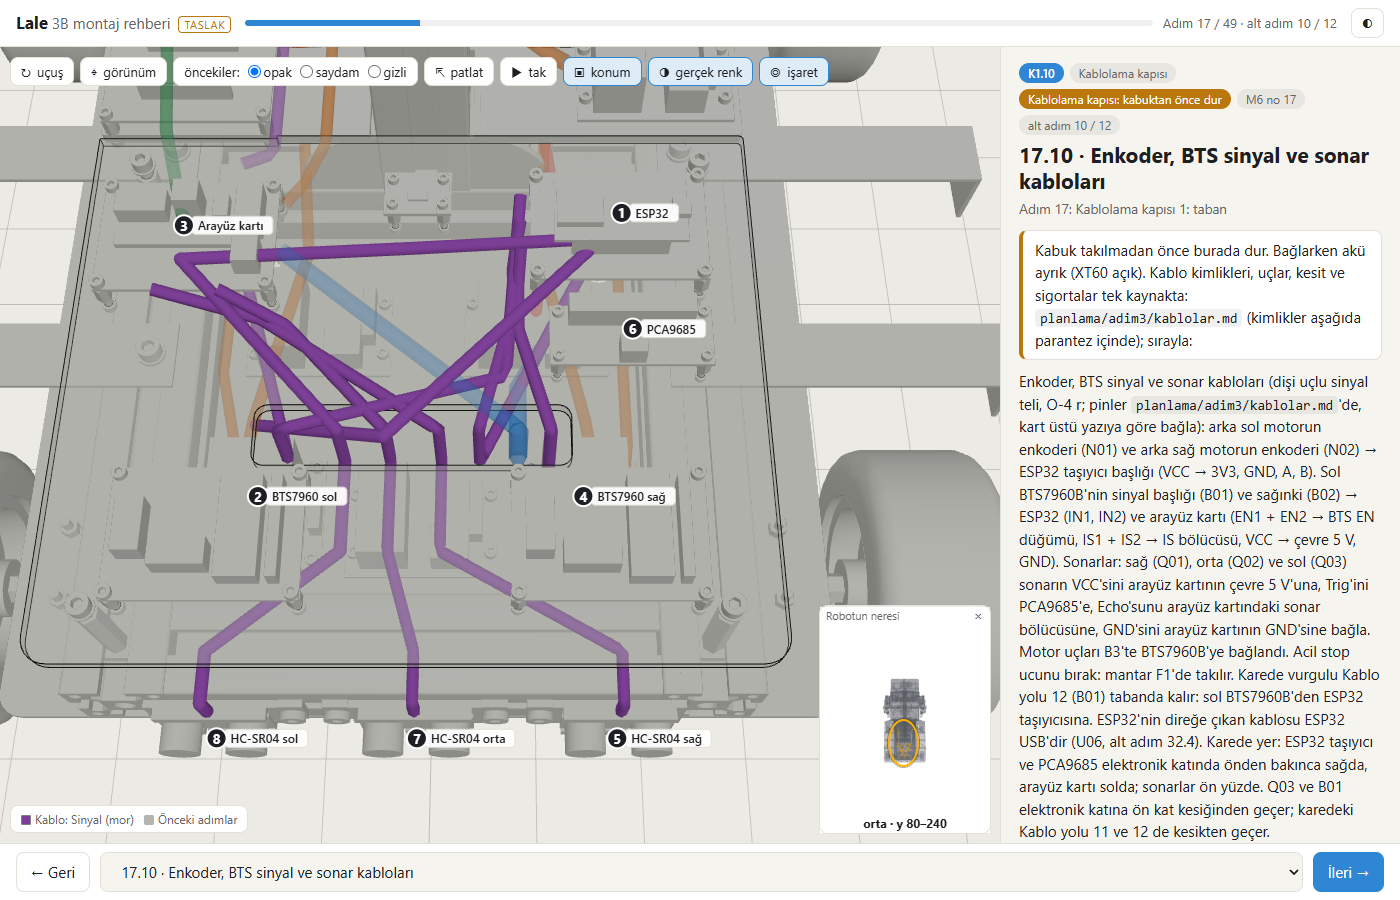 Lale 3B montaj rehberi TASLAK
Adım 17 / 49 · alt adım 10 / 12
↻ uçuş
⌖ görünüm
öncekiler: opak saydam gizli
⇱ patlat
▶ tak
▣ konum
◑ gerçek renk
◎ işaret
3 Arayüz kartı
1 ESP32
6 PCA9685
2 BTS7960 sol
4 BTS7960 sağ
8 HC-SR04 sol
7 HC-SR04 orta
5 HC-SR04 sağ
Robotun neresi ×
orta · y 80–240
Kablo: Sinyal (mor) Önceki adımlar
K1.10 Kablolama kapısı
Kablolama kapısı: kabuktan önce dur M6 no 17
alt adım 10 / 12
17.10 · Enkoder, BTS sinyal ve sonar
kabloları
Adım 17: Kablolama kapısı 1: taban
Kabuk takılmadan önce burada dur. Bağlarken akü
ayrık (XT60 açık). Kablo kimlikleri, uçlar, kesit ve
sigortalar tek kaynakta:
planlama/adim3/kablolar.md (kimlikler aşağıda
parantez içinde); sırayla:
Enkoder, BTS sinyal ve sonar kabloları (dişi uçlu sinyal
teli, O-4 r; pinler planlama/adim3/kablolar.md 'de,
kart üstü yazıya göre bağla): arka sol motorun
enkoderi (N01) ve arka sağ motorun enkoderi (N02) →
ESP32 taşıyıcı başlığı (VCC → 3V3, GND, A, B). Sol
BTS7960B'nin sinyal başlığı (B01) ve sağınki (B02) →
ESP32 (IN1, IN2) ve arayüz kartı (EN1 + EN2 → BTS EN
düğümü, IS1 + IS2 → IS bölücüsü, VCC → çevre 5 V,
GND). Sonarlar: sağ (Q01), orta (Q02) ve sol (Q03)
sonarın VCC'sini arayüz kartının çevre 5 V'una, Trig'ini
PCA9685'e, Echo'sunu arayüz kartındaki sonar
bölücüsüne, GND'sini arayüz kartının GND'sine bağla.
Motor uçları B3'te BTS7960B'ye bağlandı. Acil stop
ucunu bırak: mantar F1'de takılır. Karede vurgulu Kablo
yolu 12 (B01) tabanda kalır: sol BTS7960B'den ESP32
taşıyıcısına. ESP32'nin direğe çıkan kablosu ESP32
USB'dir (U06, alt adım 32.4). Karede yer: ESP32 taşıyıcı
ve PCA9685 elektronik katında önden bakınca sağda,
arayüz kartı solda; sonarlar ön yüzde. Q03 ve B01
elektronik katına ön kat kesiğinden geçer; karedeki
Kablo yolu 11 ve 12 de kesikten geçer.
← Geri
17.10 · Enkoder, BTS sinyal ve sonar kabloları
İleri →